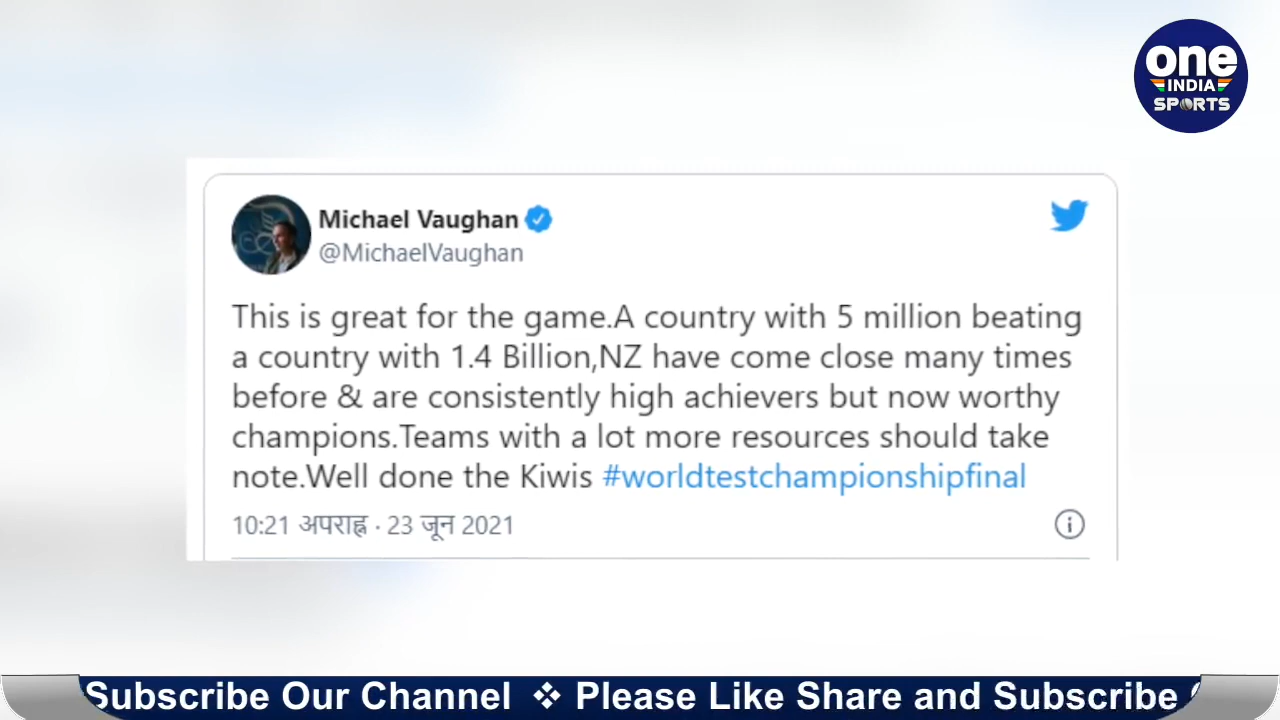 one
INDIA
SPORTS
Michael Vaughan
@MichaelVaughan
This is great for the game.A country with 5 million beating
a country with 1.4 Billion,NZ have come close many times
before & are consistently high achievers but now worthy
champions.Teams with a lot more resources should take
note.Well done the Kiwis #worldtestchampionshipfinal
10:21 अपराह्न · 23 जून 2021
Subscribe Our Channel ❖ Please Like Share and Subscribe